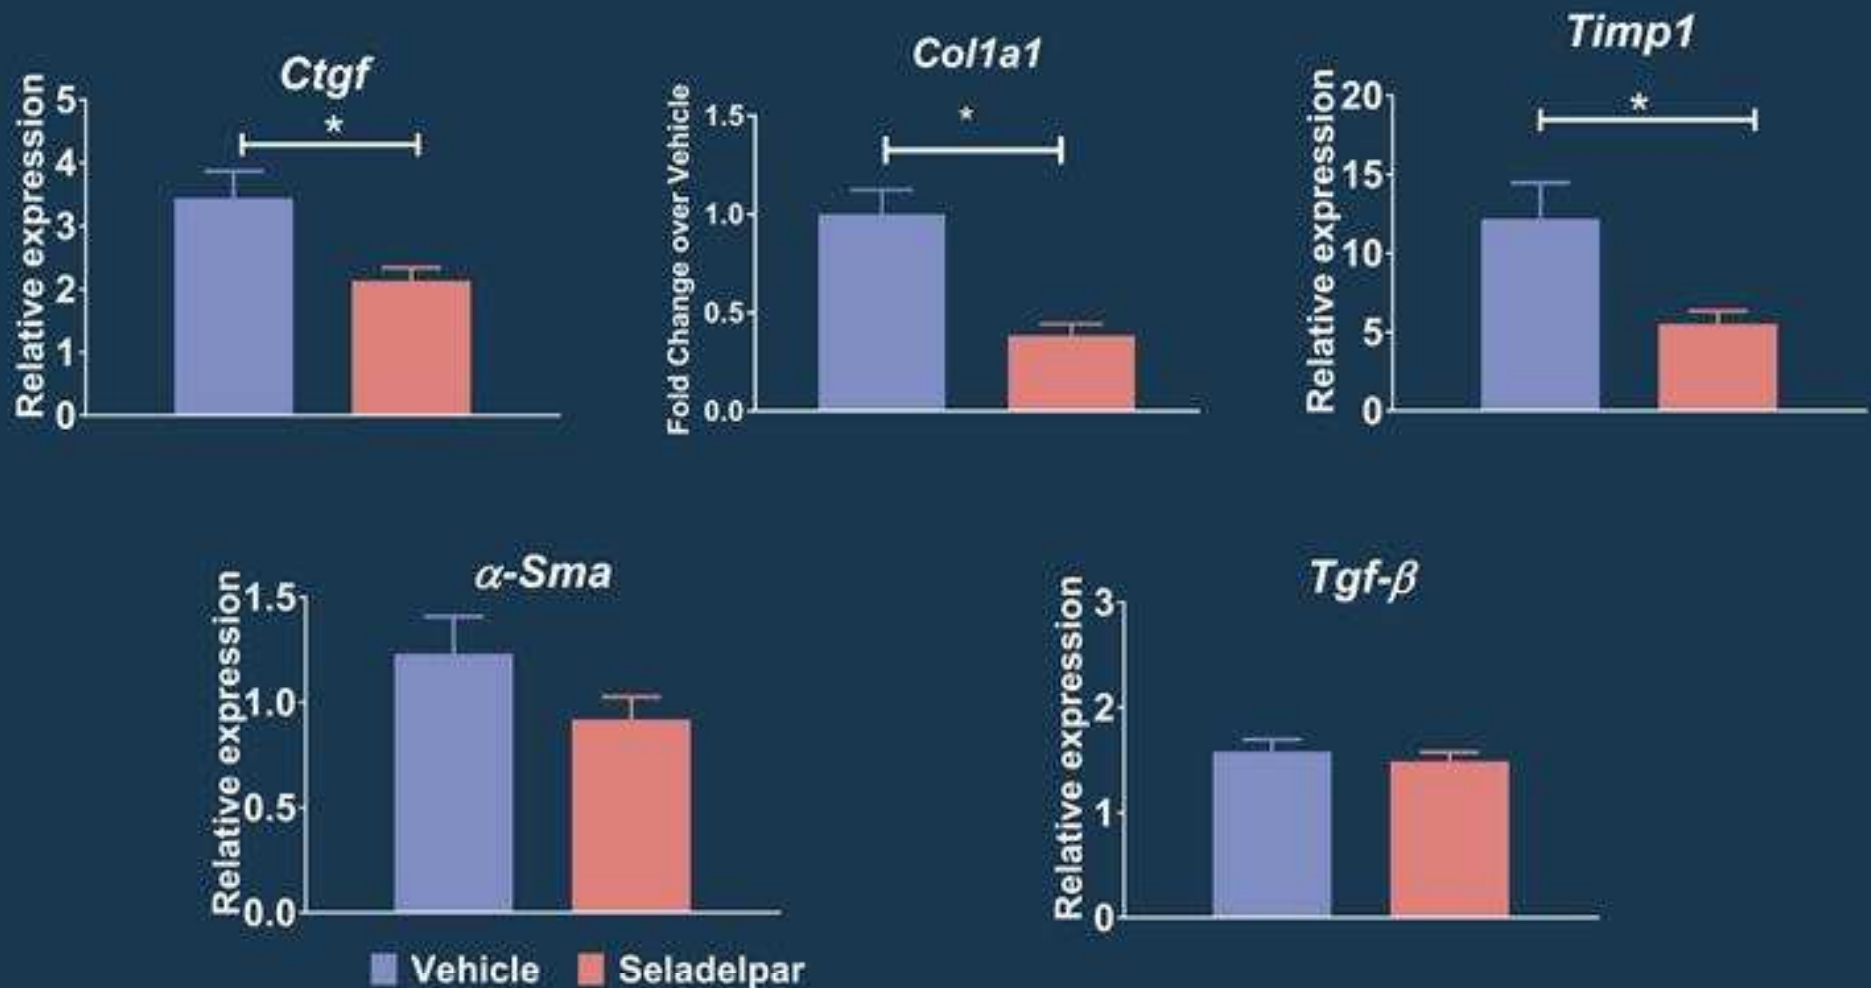 Ctgf
Relative expression
5
4
3
2
1
0
*
Col1a1
Fold Change over Vehicle
1.5
1.0
0.5
0.0
*
Timp1
Relative expression
20
15
10
5
0
*
α-Sma
Relative expression
1.5
1.0
0.5
0.0
Tgf-β
Relative expression
3
2
1
0
Vehicle Seladelpar